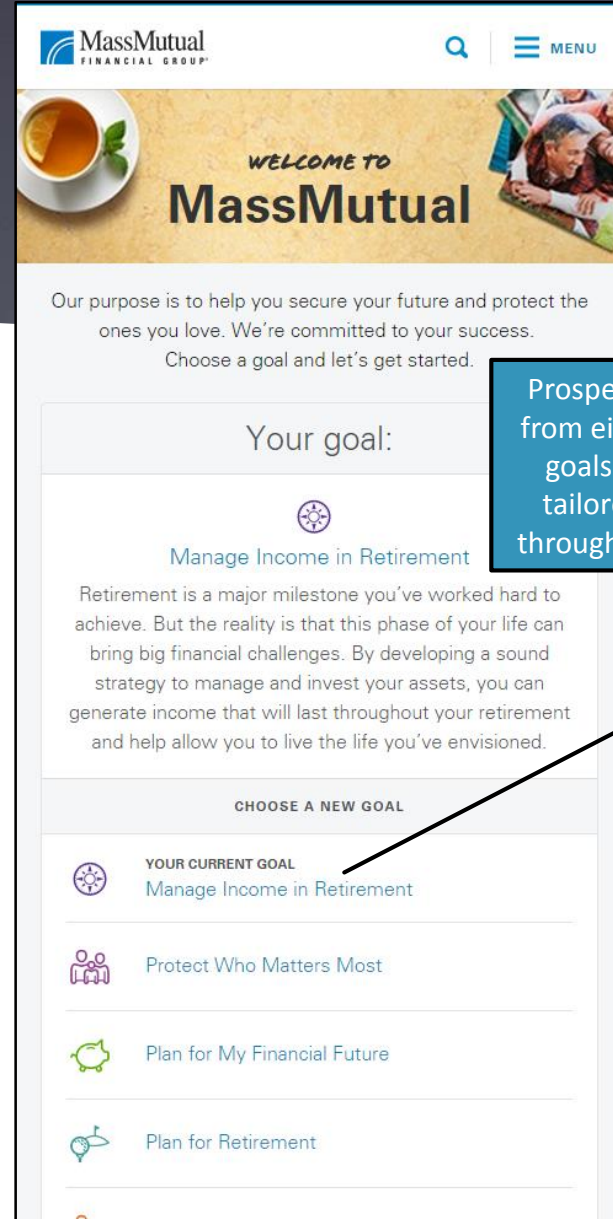 MassMutual
FINANCIAL GROUP®
MENU
WELCOME TO
MassMutual
Our purpose is to help you secure your future and protect the
ones you love. We’re committed to your success.
Choose a goal and let’s get started.
Your goal:
Manage Income in Retirement
Retirement is a major milestone you’ve worked hard to
achieve. But the reality is that this phase of your life can
bring big financial challenges. By developing a sound
strategy to manage and invest your assets, you can
generate income that will last throughout your retirement
and help allow you to live the life you’ve envisioned.
from
goals
through
CHOOSE A NEW GOAL
YOUR CURRENT GOAL
Manage Income in Retirement
Protect Who Matters Most
Plan for My Financial Future
Plan for Retirement